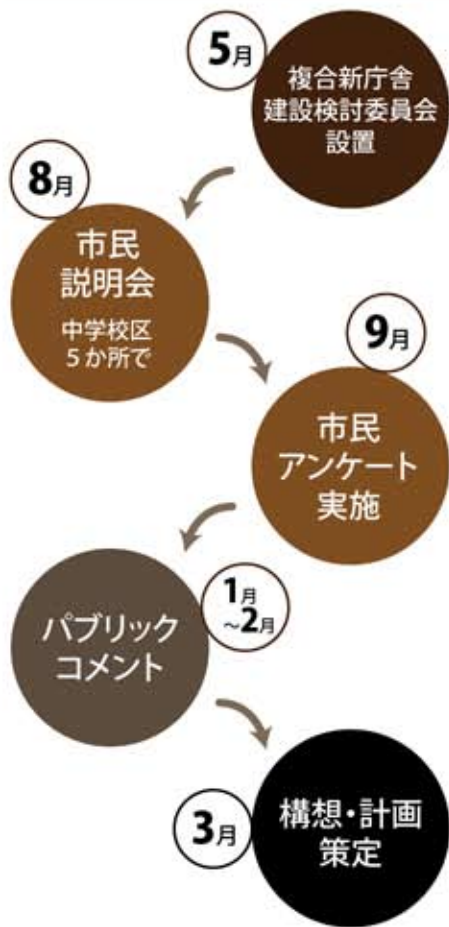 5月
複合新庁舎
建設検討委員会
設置
8月
市民
説明会
中学校区
5か所で
9月
市民
アンケート
実施
1月
～2月
パブリック
コメント
3月
構想・計画
策定